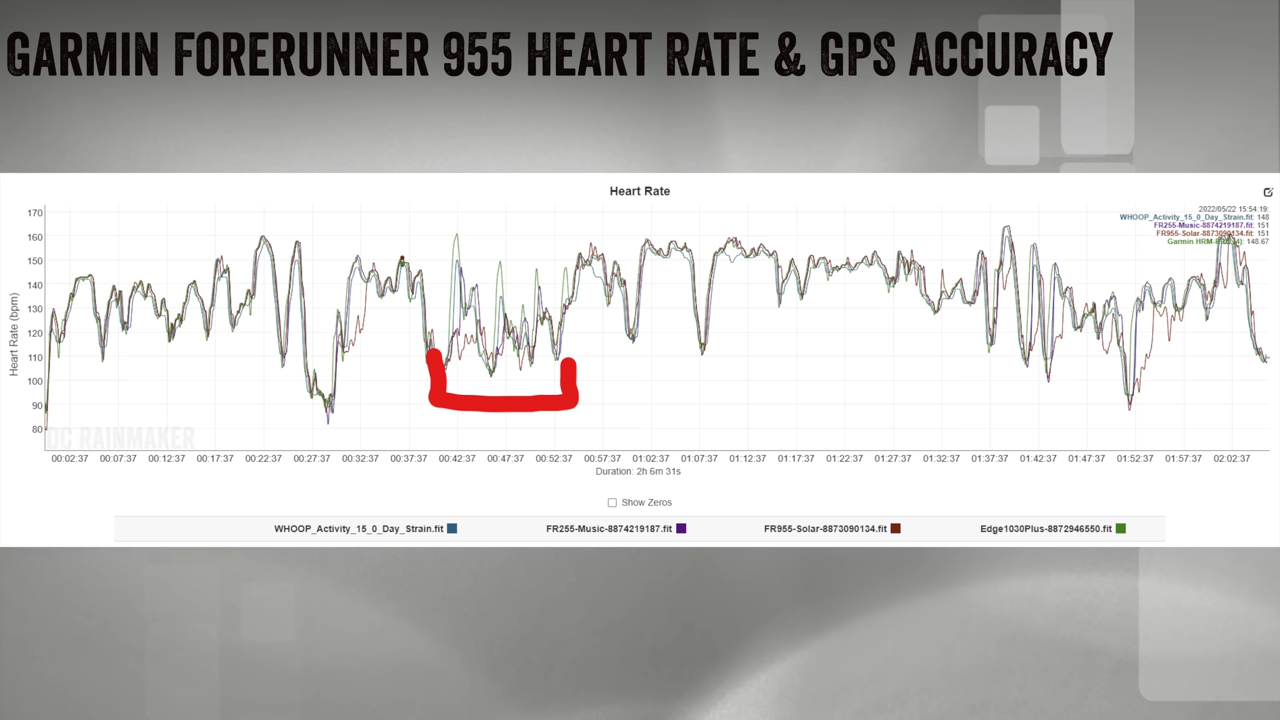 GARMIN FORERUNNER 955 HEART RATE & GPS ACCURACY
Heart Rate
2022/05/22 15:54:19:
WHOOP_Activity_15_0_Day_Strain.fit: 148
FR255-Music-8874219187.fit: 151
FR955-Solar-8873090134.fit: 151
Garmin HRM-
: 148.67
Heart Rate (bpm)
170
160
150
140
130
120
110
100
90
80
DC RAINMAKER
00:02:37 00:07:37 00:12:37 00:17:37 00:22:37 00:27:37 00:32:37 00:37:37 00:42:37 00:47:37 00:52:37 00:57:37 01:02:37 01:07:37 01:12:37 01:17:37 01:22:37 01:27:37 01:32:37 01:37:37 01:42:37 01:47:37 01:52:37 01:57:37 02:02:37
Duration: 2h 6m 31s
Show Zeros
WHOOP_Activity_15_0_Day_Strain.fit FR255-Music-8874219187.fit FR955-Solar-8873090134.fit Edge1030Plus-8872946550.fit